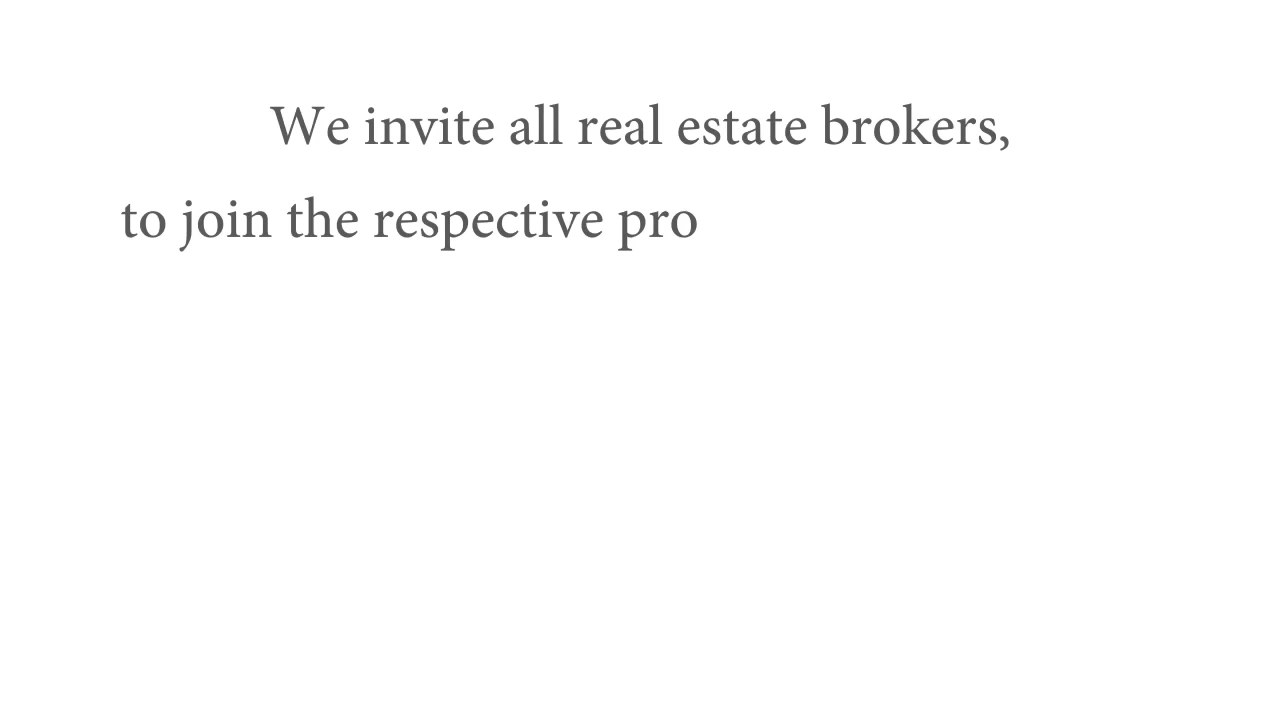 We invite all real estate brokers,
to join the respective pro